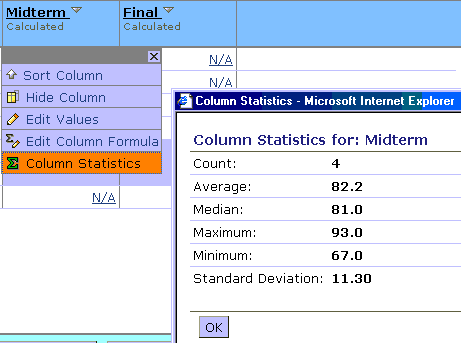 Midterm Final
Calculated Calculated
N/A
Sort Column
N/A
Hide Column
Column Statistics - Microsoft Internet Explorer
Edit Values
Edit Column Formula
Column Statistics for: Midterm
Column Statistics
Count: 4
Average: 82.2
N/A
Median: 81.0
Maximum: 93.0
Minimum: 67.0
Standard Deviation: 11.30
OK